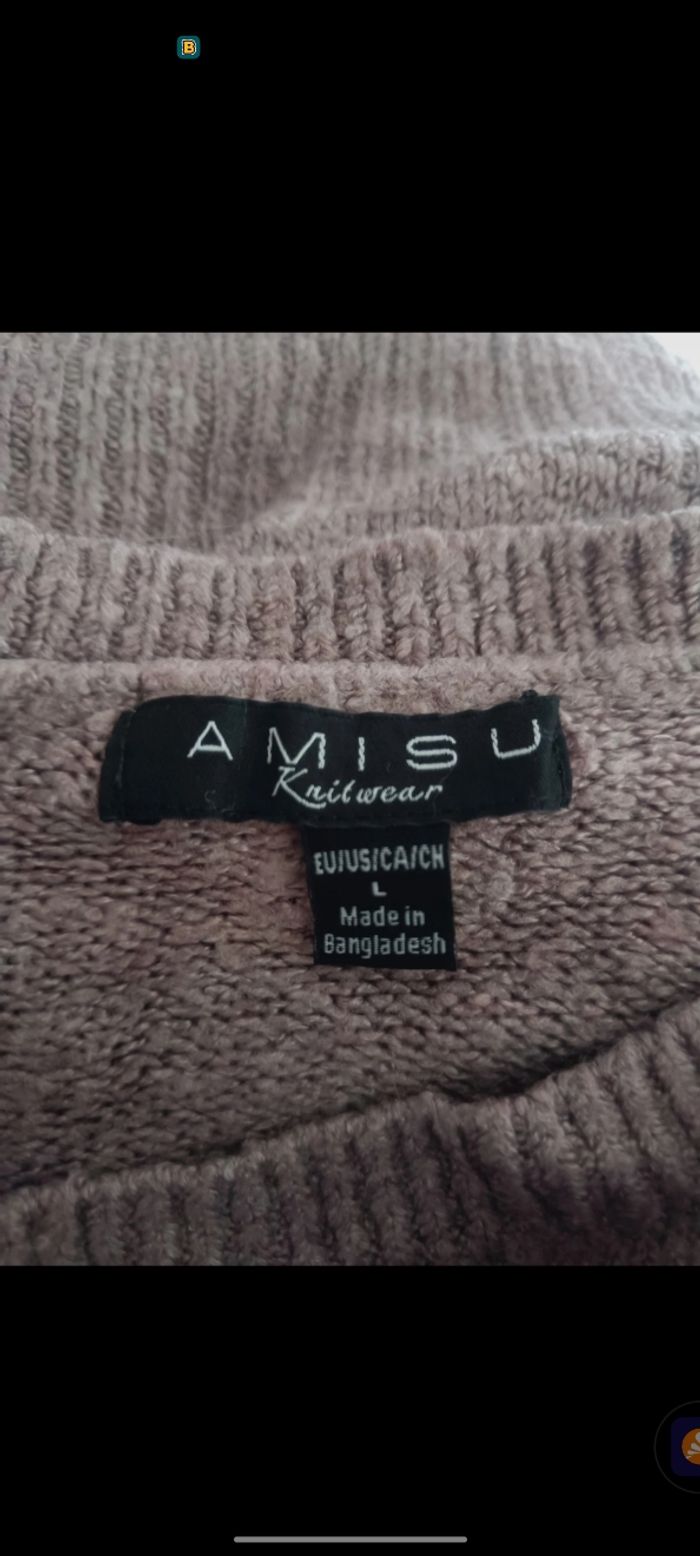 B
AMISU
Knitwear
EU/US/CA/CH
L
Made in
Bangladesh